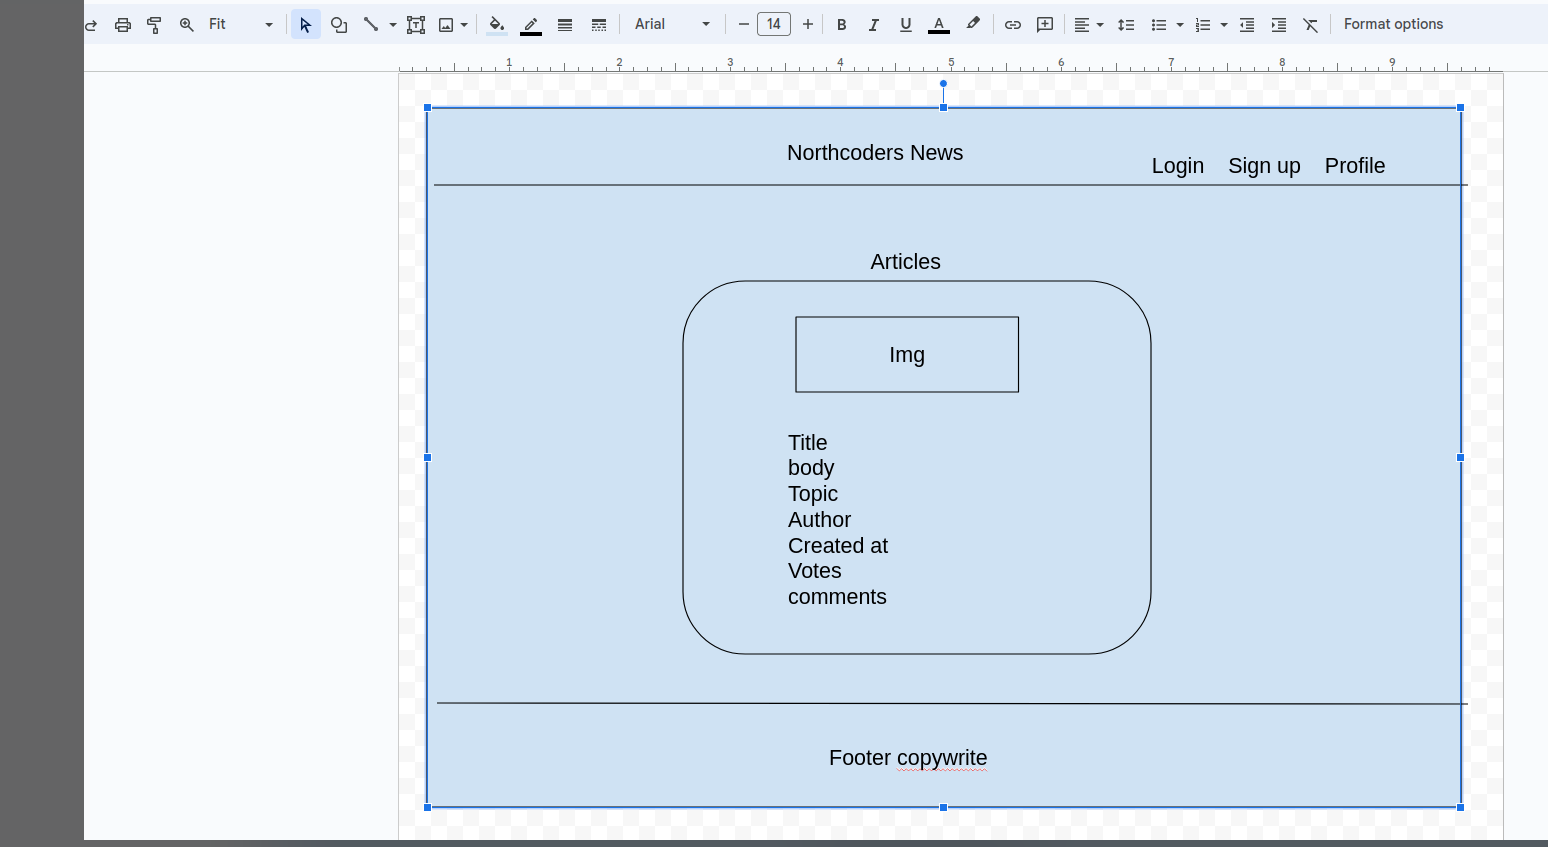 Fit Arial 14 B I U A Format options
1 2 3 4 5 6 7 8 9
Northcoders News
Login Sign up Profile
Articles
Img
Title
body
Topic
Author
Created at
Votes
comments
Footer copywrite